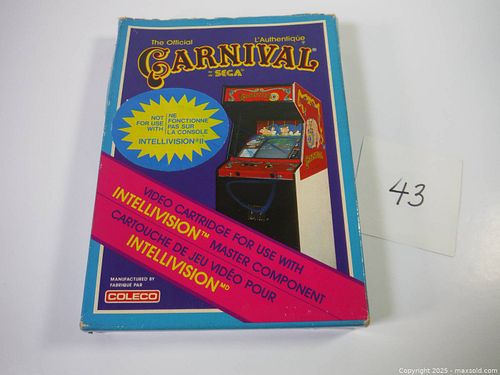 The Official
L'Authentique
CARNIVAL®
BY SEGA™
NOT FOR USE WITH
NE FONCTIONNE PAS SUR LA CONSOLE
INTELLIVISION® II
VIDEO CARTRIDGE FOR USE WITH
INTELLIVISION™ MASTER COMPONENT
CARTOUCHE DE JEU VIDÉO POUR
INTELLIVISION MD
MANUFACTURED BY
FABRIQUÉ PAR
COLECO
43
Copyright © 2025 - maxsold.com